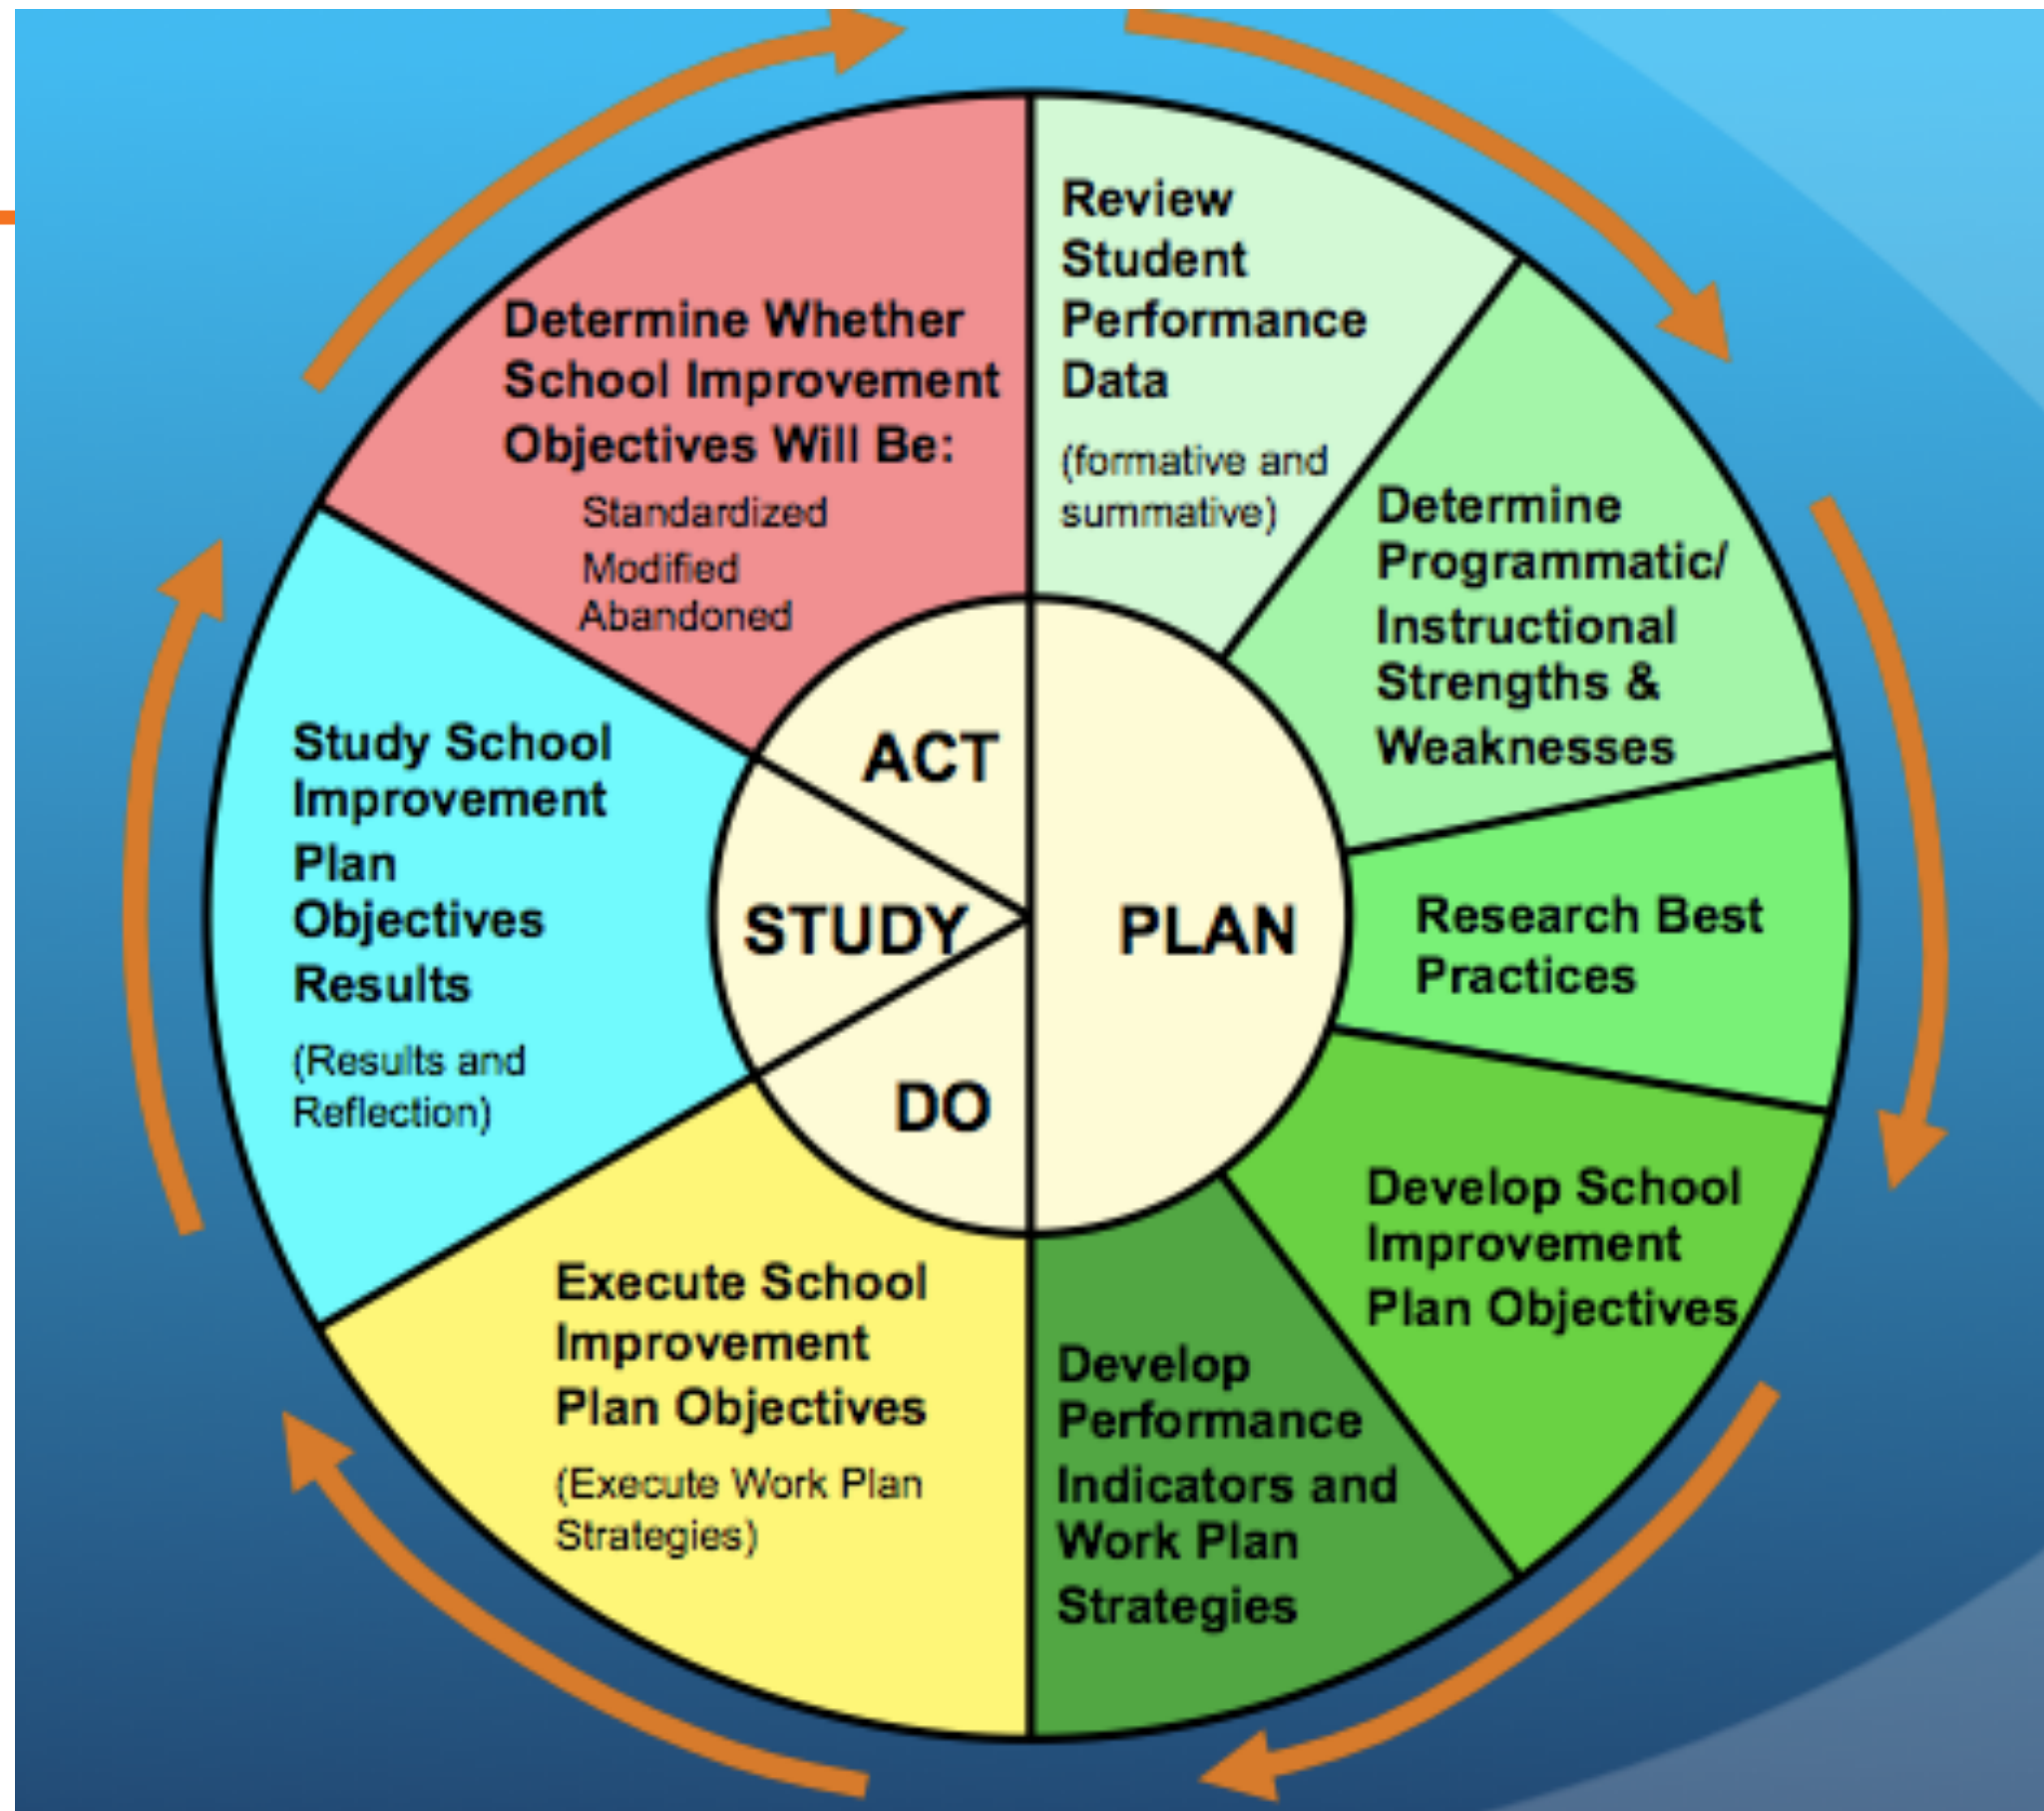 Review
Student
Performance
Data
(formative and
summative)
Determine
Programmatic/
Instructional
Strengths &
Weaknesses
Research Best
Practices
Develop School
Improvement
Plan Objectives
Develop
Performance
Indicators and
Work Plan
Strategies
Execute School
Improvement
Plan Objectives
(Execute Work Plan
Strategies)
Study School
Improvement
Plan
Objectives
Results
(Results and
Reflection)
Determine Whether
School Improvement
Objectives Will Be:
Standardized
Modified
Abandoned
PLAN
DO
STUDY
ACT